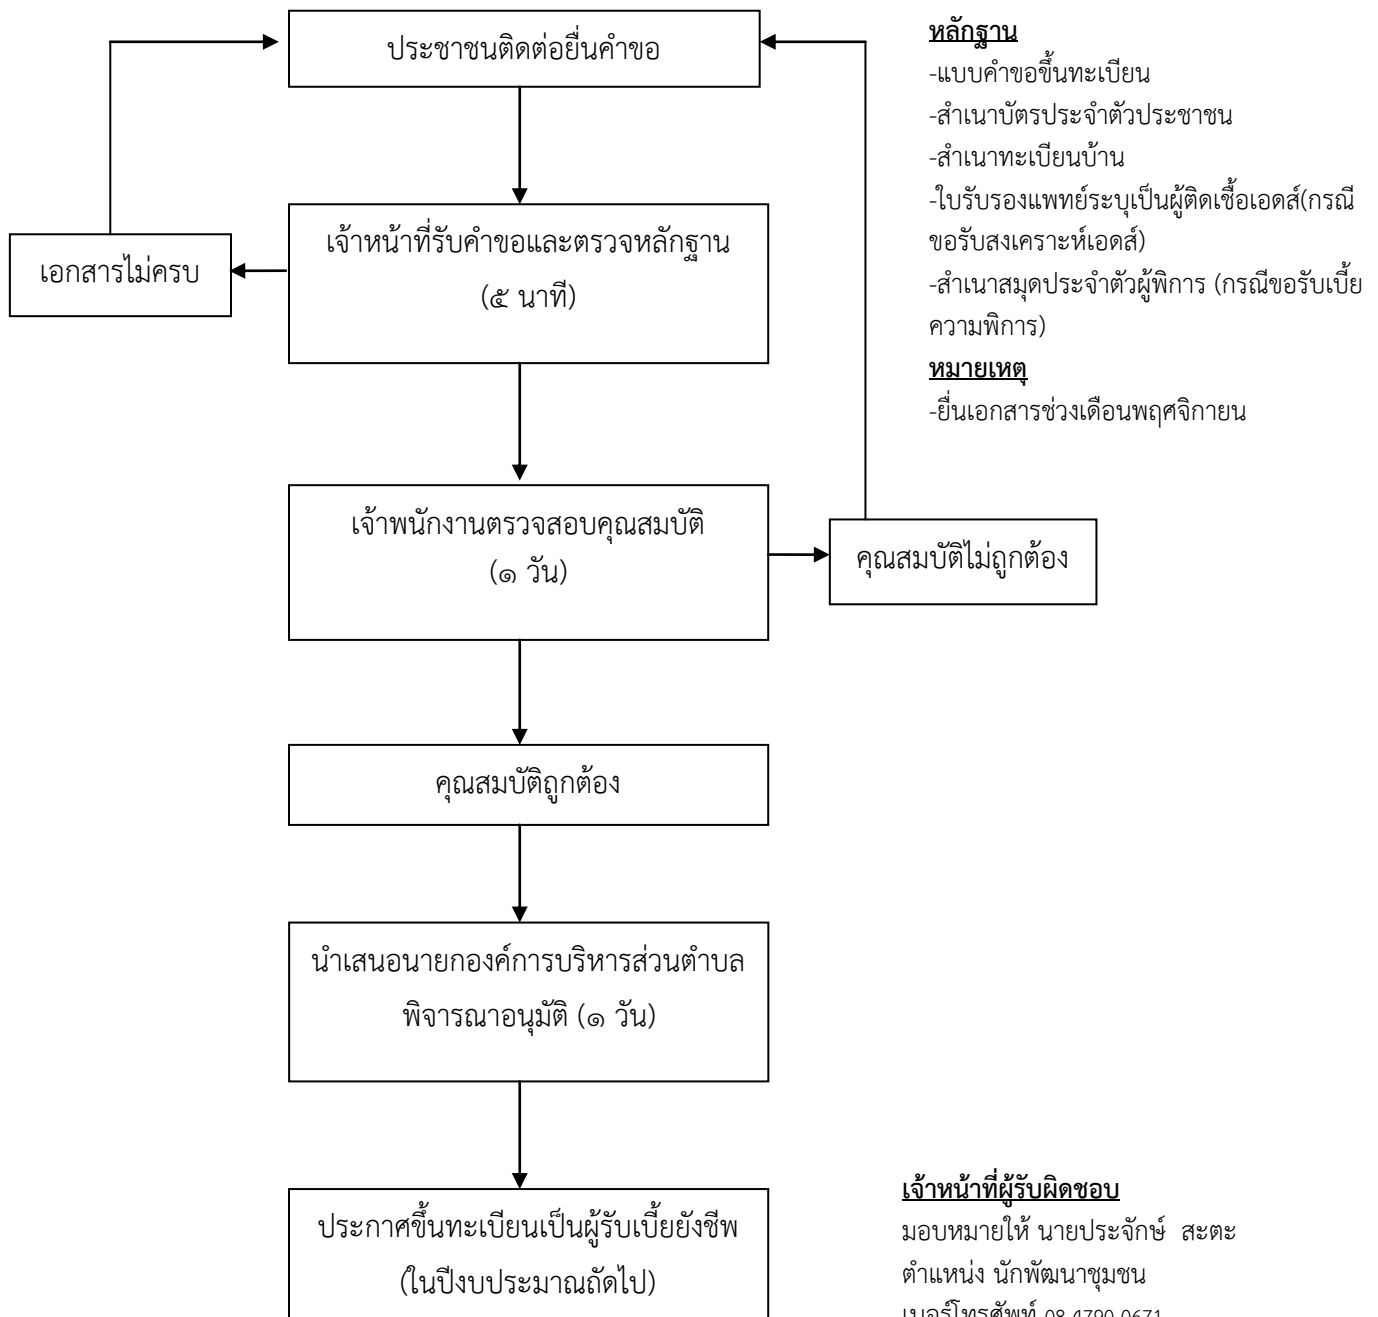 ประชาชนติดต่อยื่นคำขอ
หลักฐาน
-แบบคำขอขึ้นทะเบียน
-สำเนาบัตรประจำตัวประชาชน
-สำเนาทะเบียนบ้าน
-ใบรับรองแพทย์ระบุเป็นผู้ติดเชื้อเอดส์(กรณี
ขอรับสงเคราะห์เอดส์)
-สำเนาสมุดประจำตัวผู้พิการ (กรณีขอรับเบี้ย
ความพิการ)
หมายเหตุ
-ยื่นเอกสารช่วงเดือนพฤศจิกายน
เจ้าหน้าที่รับคำขอและตรวจหลักฐาน
(๕ นาที)
เอกสารไม่ครบ
เจ้าพนักงานตรวจสอบคุณสมบัติ
(๑ วัน)
คุณสมบัติไม่ถูกต้อง
คุณสมบัติถูกต้อง
นำเสนอนายกองค์การบริหารส่วนตำบล
พิจารณาอนุมัติ (๑ วัน)
ประกาศขึ้นทะเบียนเป็นผู้รับเบี้ยยังชีพ
(ในปีงบประมาณถัดไป)
เจ้าหน้าที่ผู้รับผิดชอบ
มอบหมายให้ นายประจักษ์ สะตะ
ตำแหน่ง นักพัฒนาชุมชน
เบอร์โทรศัพท์ 08 4790 0671